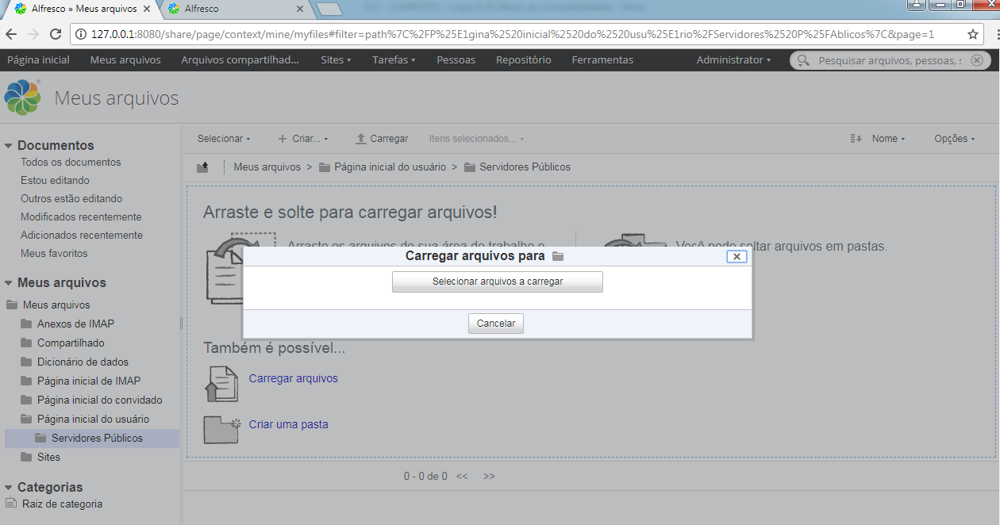 Alfresco » Meus arquivos
Alfresco
127.0.0.1:8080/share/page/context/mine/myfiles#filter=path%7C%2FP%25E1gina%2520inicial%2520do%2520usu%25E1rio%2FServidores%2520P%25FAblicos%7C&page=1
Página inicial Meus arquivos Arquivos compartilhad... Sites Tarefas Pessoas Repositório Ferramentas Administrator Pesquisar arquivos, pessoas, s
Meus arquivos
Documentos
Todos os documentos
Estou editando
Outros estão editando
Modificados recentemente
Adicionados recentemente
Meus favoritos
Meus arquivos
Meus arquivos
Anexos de IMAP
Compartilhado
Dicionário de dados
Página inicial de IMAP
Página inicial do convidado
Página inicial do usuário
Servidores Públicos
Sites
Categorias
Raiz de categoria
Selecionar Criar... Carregar Itens selecionados... Nome Opções
Meus arquivos > Página inicial do usuário > Servidores Públicos
Arraste e solte para carregar arquivos!
Arraste os arquivos de sua área de trabalho e
Você pode soltar arquivos em pastas.
Carregar arquivos para
Selecionar arquivos a carregar
Cancelar
Também é possível...
Carregar arquivos
Criar uma pasta
0 - 0 de 0 << >>